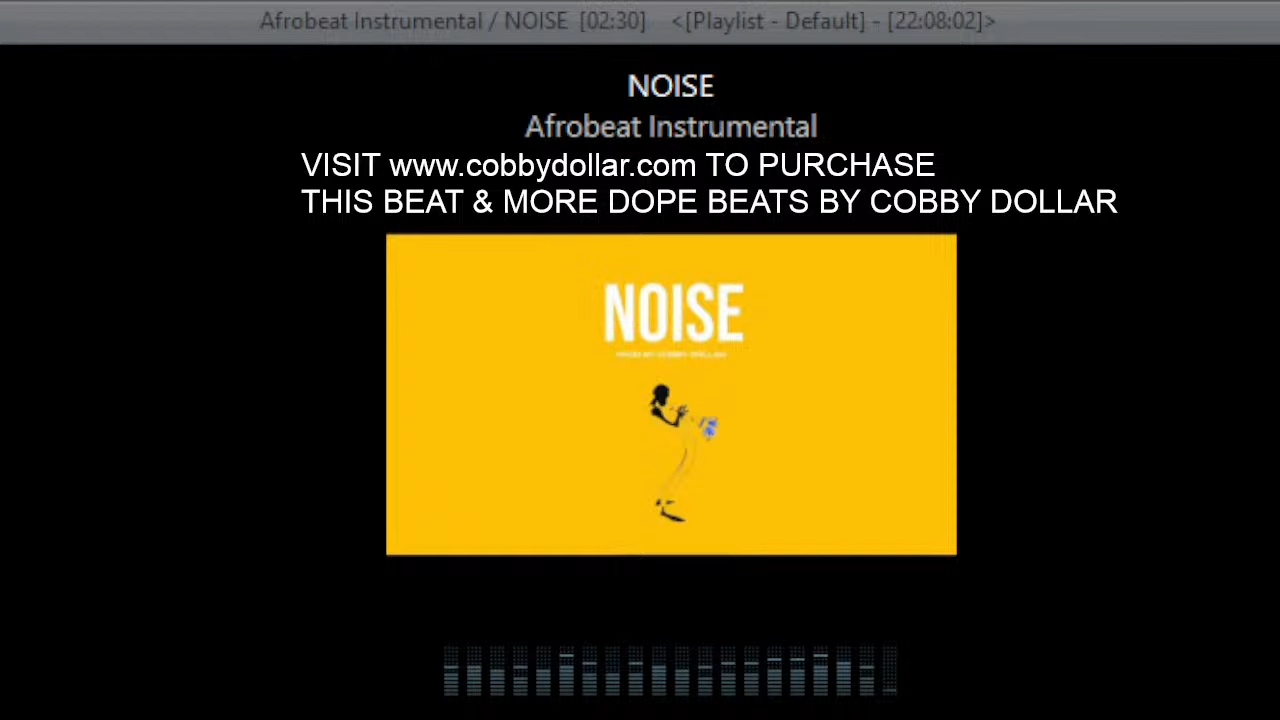 Afrobeat Instrumental / NOISE [02:30] <[Playlist - Default] - [22:08:02]>
NOISE
Afrobeat Instrumental
VISIT www.cobbydollar.com TO PURCHASE
THIS BEAT & MORE DOPE BEATS BY COBBY DOLLAR
NOISE